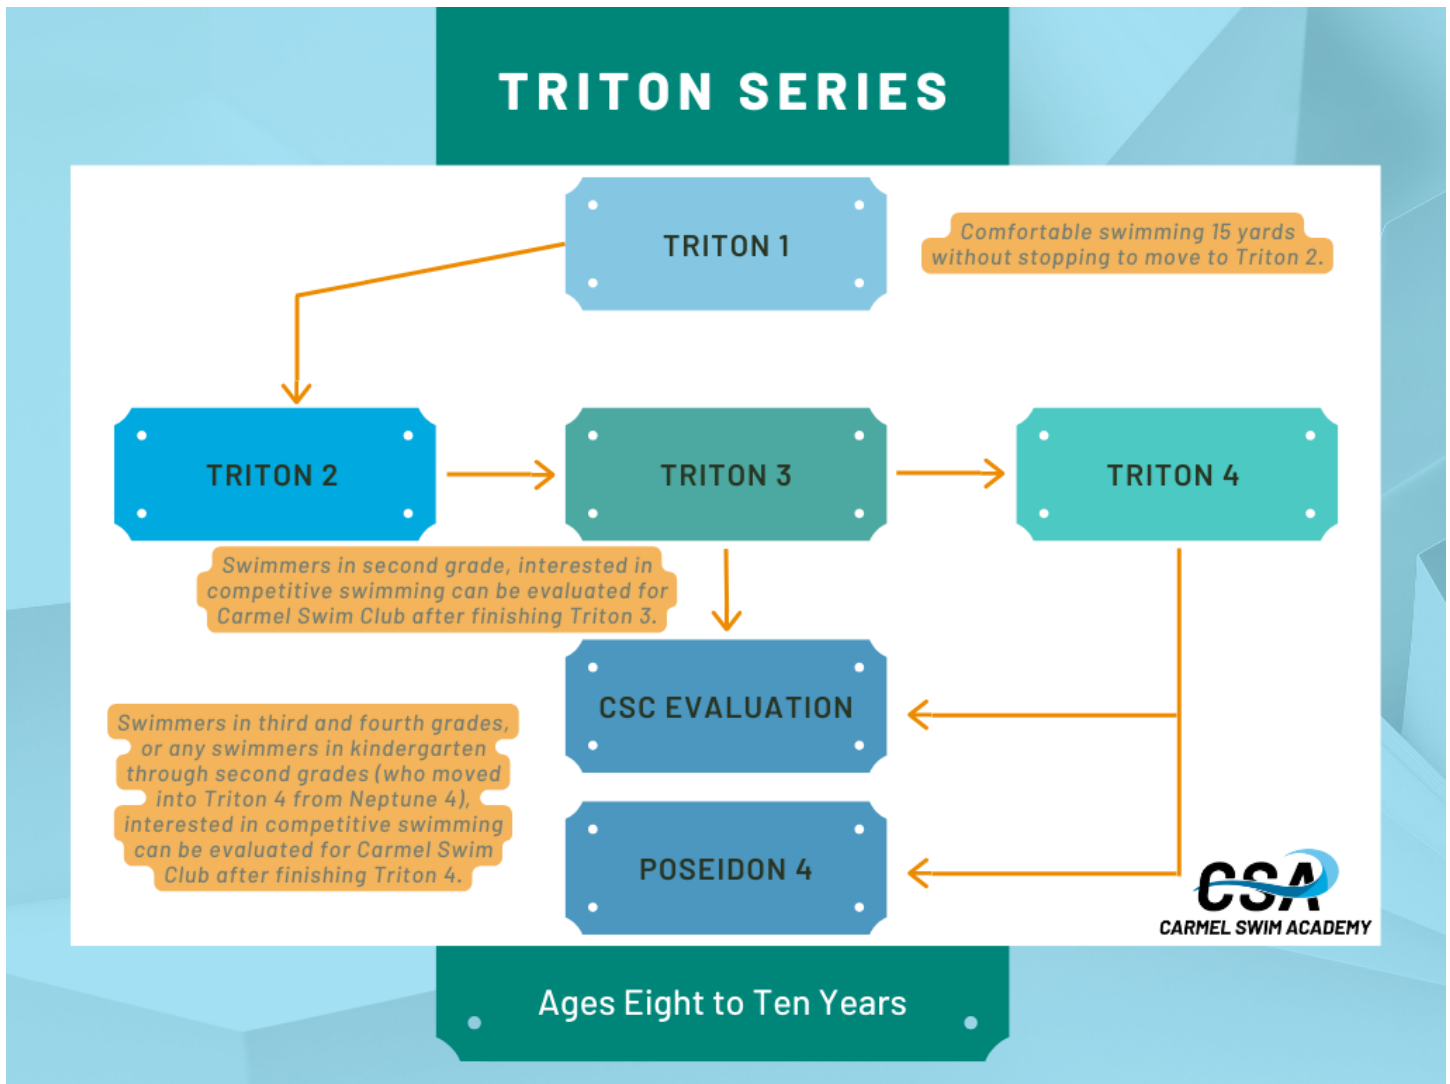 TRITON SERIES
TRITON 1
Comfortable swimming 15 yards
without stopping to move to Triton 2.
TRITON 2
TRITON 3
TRITON 4
Swimmers in second grade, interested in
competitive swimming can be evaluated for
Carmel Swim Club after finishing Triton 3.
CSC EVALUATION
Swimmers in third and fourth grades,
or any swimmers in kindergarten
through second grades (who moved
into Triton 4 from Neptune 4),
interested in competitive swimming
can be evaluated for Carmel Swim
Club after finishing Triton 4.
POSEIDON 4
CSA
CARMEL SWIM ACADEMY
Ages Eight to Ten Years